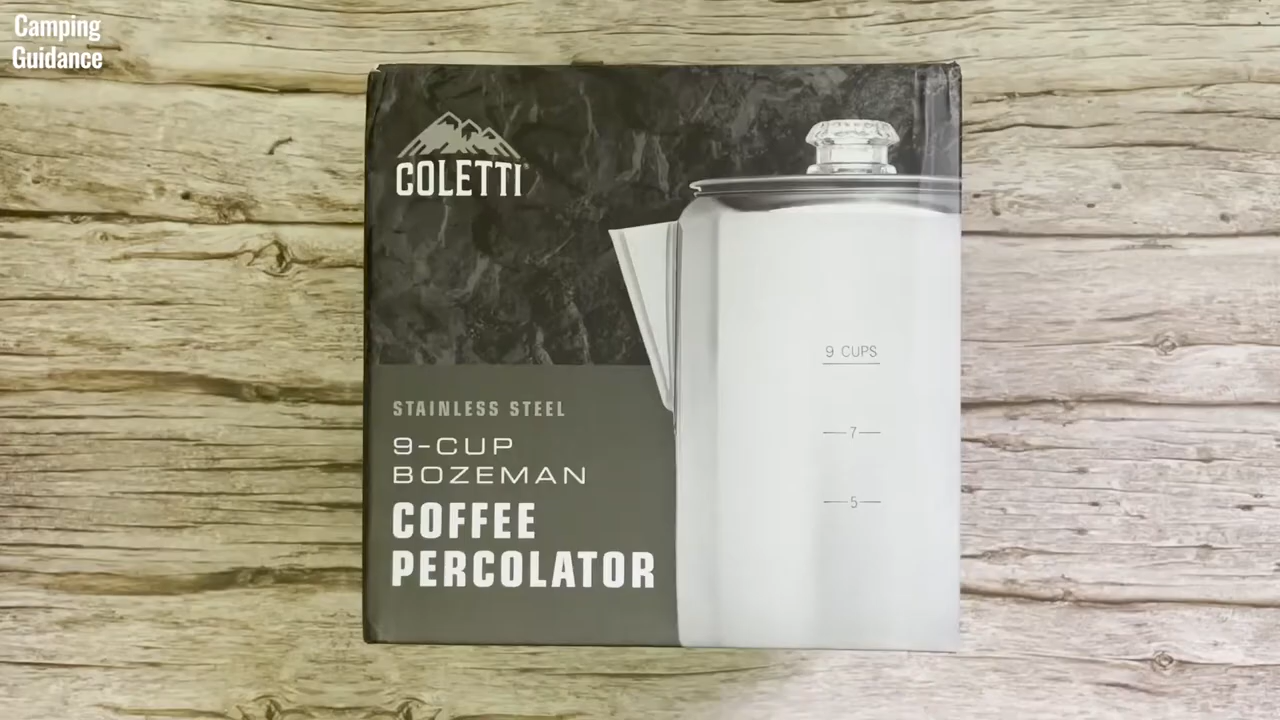 Camping
Guidance
COLETTI
9 CUPS
7
5
STAINLESS STEEL
9-CUP
BOZEMAN
COFFEE
PERCOLATOR